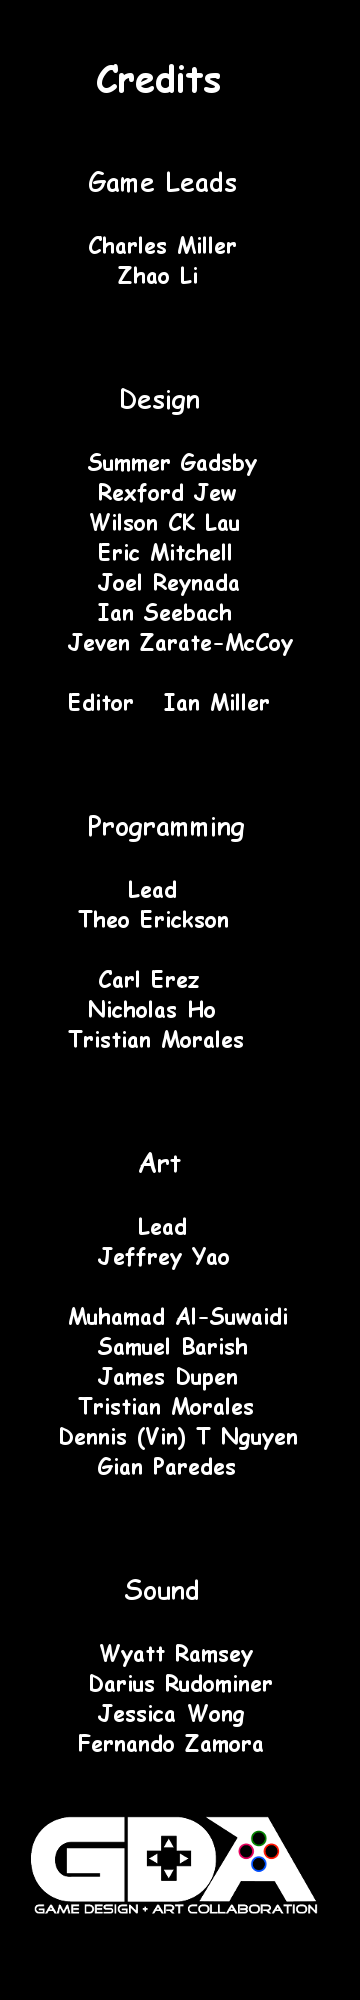 Credits
Game Leads
Charles Miller
Zhao Li
Design
Summer Gadsby
Rexford Jew
Wilson CK Lau
Eric Mitchell
Joel Reynada
Ian Seebach
Jeven Zarate-McCoy
Editor Ian Miller
Programming
Lead
Theo Erickson
Carl Erez
Nicholas Ho
Tristian Morales
Art
Lead
Jeffrey Yao
Muhamad Al-Suwaidi
Samuel Barish
James Dupen
Tristian Morales
Dennis (Vin) T Nguyen
Gian Paredes
Sound
Wyatt Ramsey
Darius Rudominer
Jessica Wong
Fernando Zamora
GDA
GAME DESIGN + ART COLLABORATION